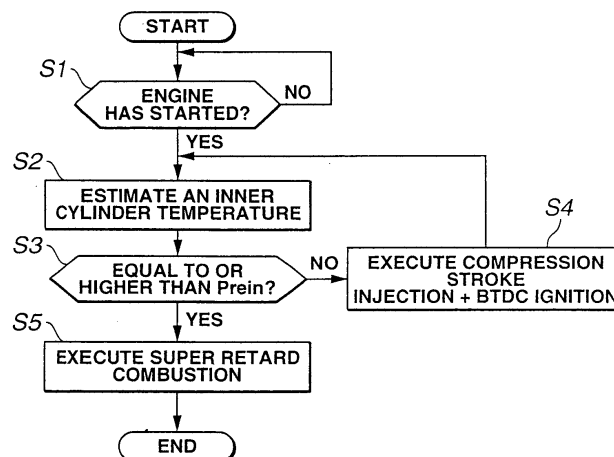 START
S1
ENGINE
HAS STARTED?
NO
YES
S2
ESTIMATE AN INNER
CYLINDER TEMPERATURE
S3
EQUAL TO OR
HIGHER THAN Prein?
NO
S4
EXECUTE COMPRESSION
STROKE
INJECTION + BTDC IGNITION
YES
S5
EXECUTE SUPER RETARD
COMBUSTION
END